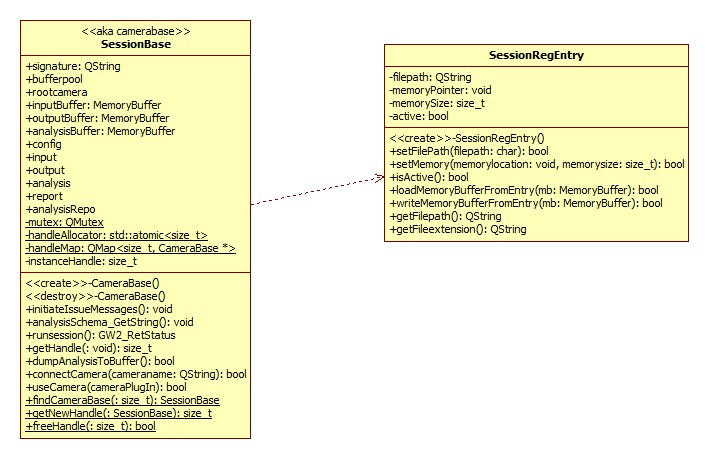 <<aka camerabase>>
SessionBase
+signature: QString
+bufferpool
+rootcamera
+inputBuffer: MemoryBuffer
+outputBuffer: MemoryBuffer
+analysisBuffer: MemoryBuffer
+config
+input
+output
+analysis
+report
+analysisRepo
-mutex: QMutex
-handleAllocator: std::atomic<size_t>
-handleMap: QMap<size_t, CameraBase *>
-instanceHandle: size_t
<<create>>-CameraBase()
<<destroy>>-CameraBase()
+initiateIssueMessages(): void
+analysisSchema_GetString(): void
+runsession(): GW2_RetStatus
+getHandle(: void): size_t
+dumpAnalysisToBuffer(): bool
+connectCamera(cameraname: QString): bool
+useCamera(cameraPlugIn): bool
+findCameraBase(: size_t): SessionBase
+getNewHandle(: SessionBase): size_t
+freeHandle(: size_t): bool
SessionRegEntry
-filepath: QString
-memoryPointer: void
-memorySize: size_t
-active: bool
<<create>>-SessionRegEntry()
+setFilePath(filepath: char): bool
+setMemory(memorylocation: void, memorysize: size_t): bool
+isActive(): bool
+loadMemoryBufferFromEntry(mb: MemoryBuffer): bool
+writeMemoryBufferFromEntry(mb: MemoryBuffer): bool
+getFilepath(): QString
+getFileextension(): QString